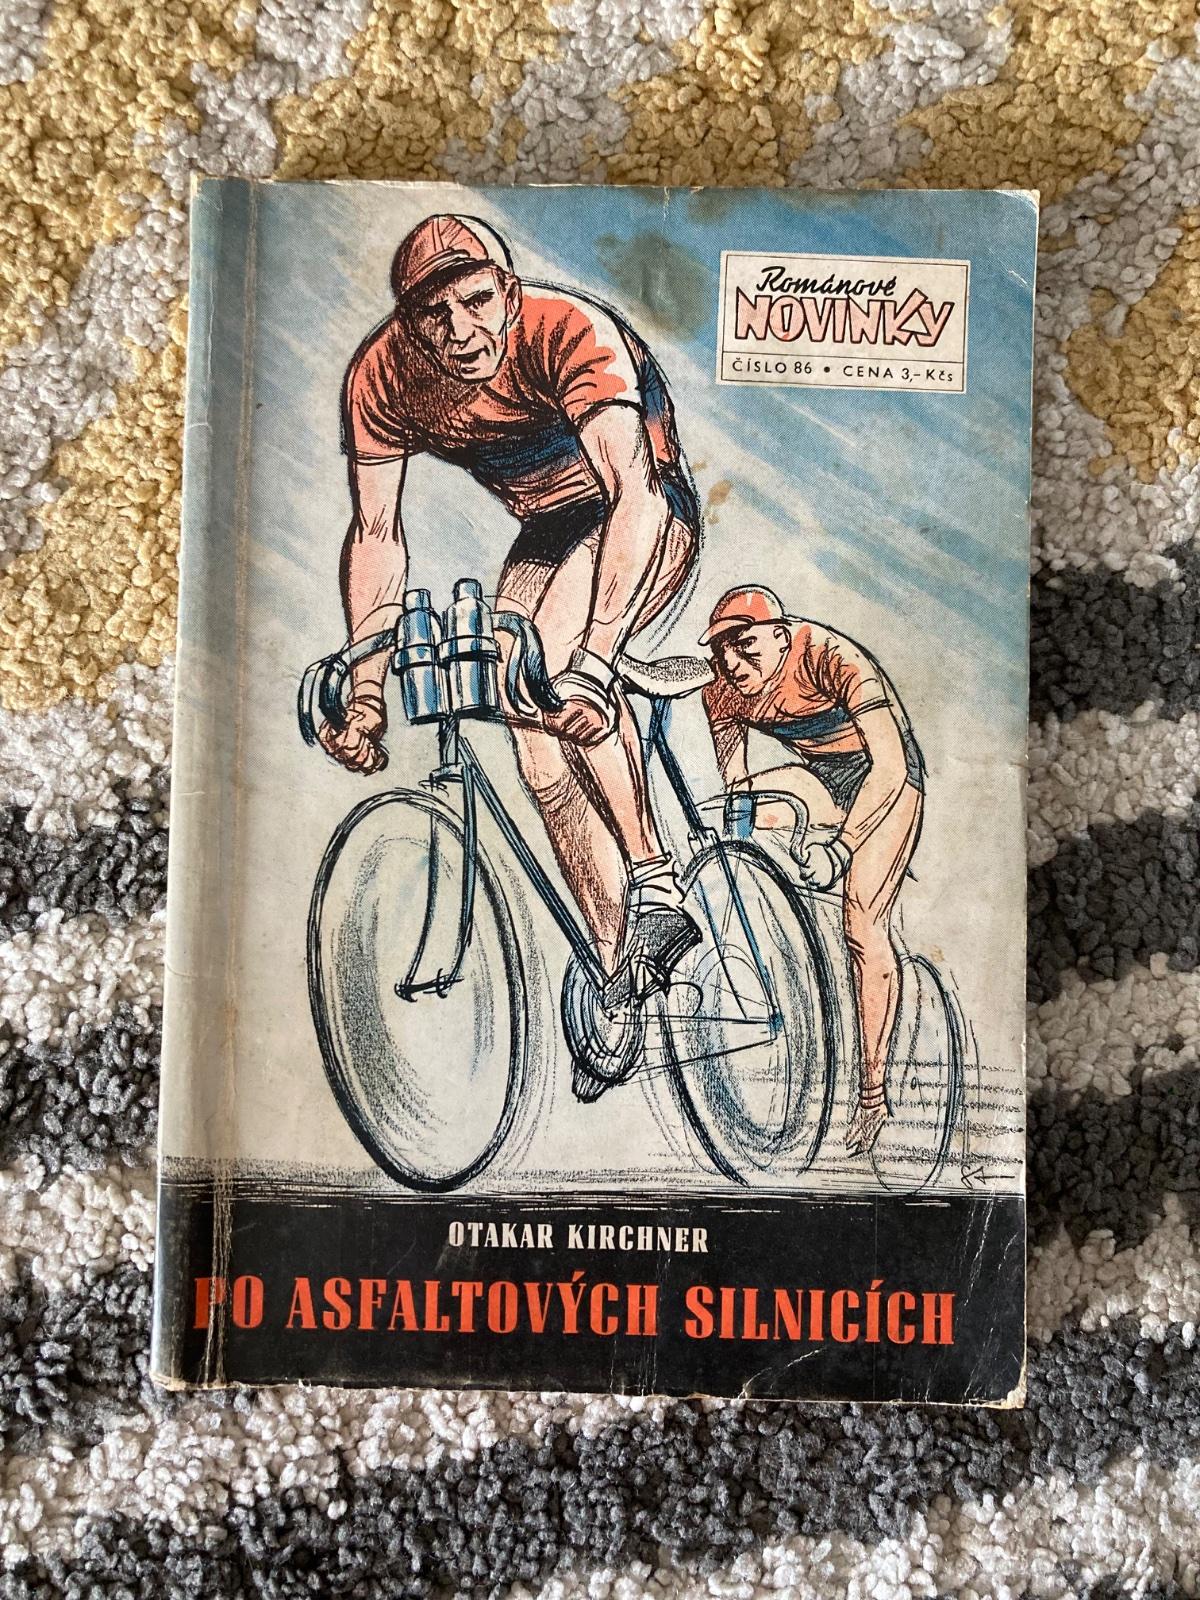 Románové
NOVINKY
ČÍSLO 86 • CENA 3,- Kčs
OTAKAR KIRCHNER
PO ASFALTOVÝCH SILNICÍCH